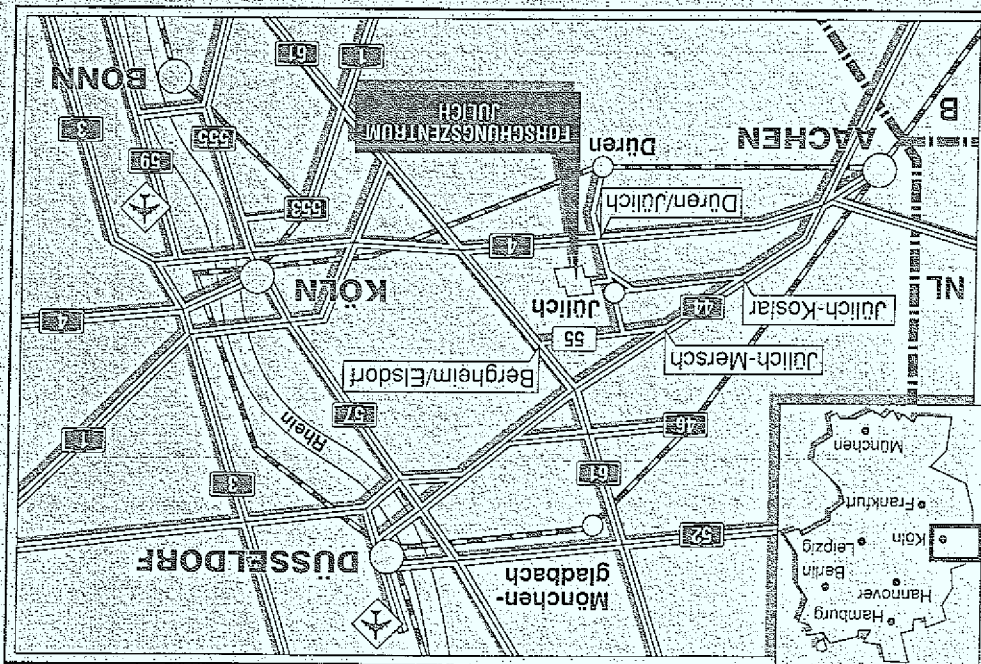 Hamburg
Hannover
Berlin
Köln
Leipzig
Frankfurt
München
Mönchen-
gladbach
DÜSSELDORF
52
61
3
46
57
1
Rhein
Jülich-Mersch
Bergheim/Elsdorf
55
Jülich-Koslar
44
Jülich
4
NL
KÖLN
4
Düren/Jülich
553
AACHEN
Düren
B
FORSCHUNGSZENTRUM
JÜLICH
555
59
3
BONN
61
1